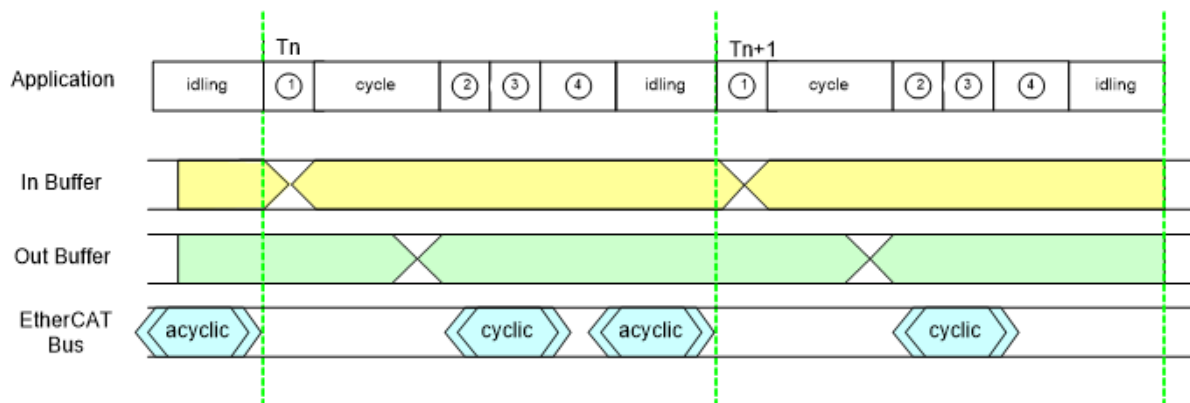 Tn
Tn+1
Application
idling
①
cycle
②
③
④
idling
①
cycle
②
③
④
idling
In Buffer
Out Buffer
EtherCAT
Bus
acyclic
cyclic
acyclic
cyclic